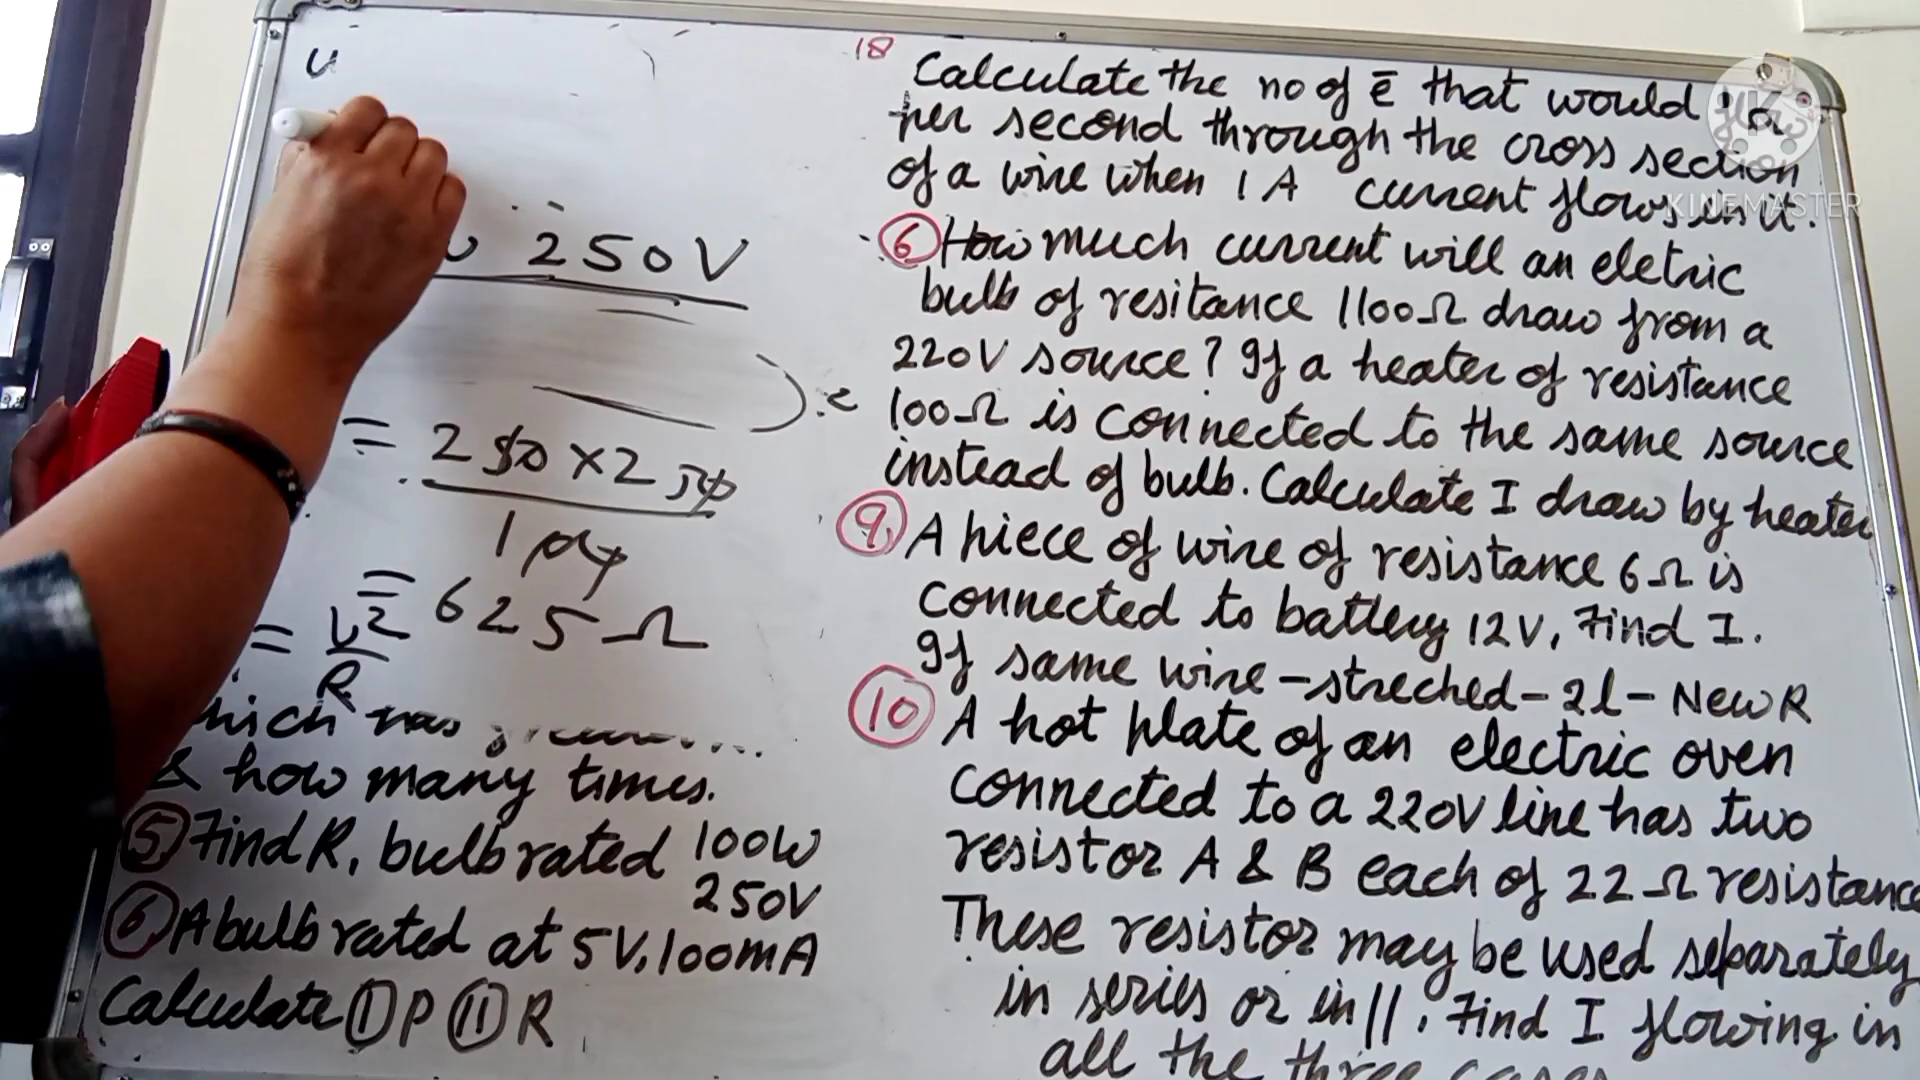 U
250V
= 250 × 250
100
= 625 Ω
= V²
R
& how many times.
⑤ Find R, bulb rated 100W
250V
⑥ A bulb rated at 5V, 100mA
Calculate Ⓘ P Ⓘ Ⓘ R
18
Calculate the no of ē that would
per second through the cross section
of a wire when 1 A current flows in it.
⑥ How much current will an eletric
bulb of resitance 1100Ω draw from a
220V source? If a heater of resistance
100Ω is connected to the same source
instead of bulb. Calculate I draw by heater
⑨ A piece of wire of resistance 6Ω is
connected to battery 12V, Find I.
If same wire – streched – 2l – New R
⑩ A hot plate of an electric oven
connected to a 220V line has two
resistor A & B each of 22Ω resistance
These resistor may be used separately
in series or in ||. Find I flowing in
all the three cases
KINEMASTER